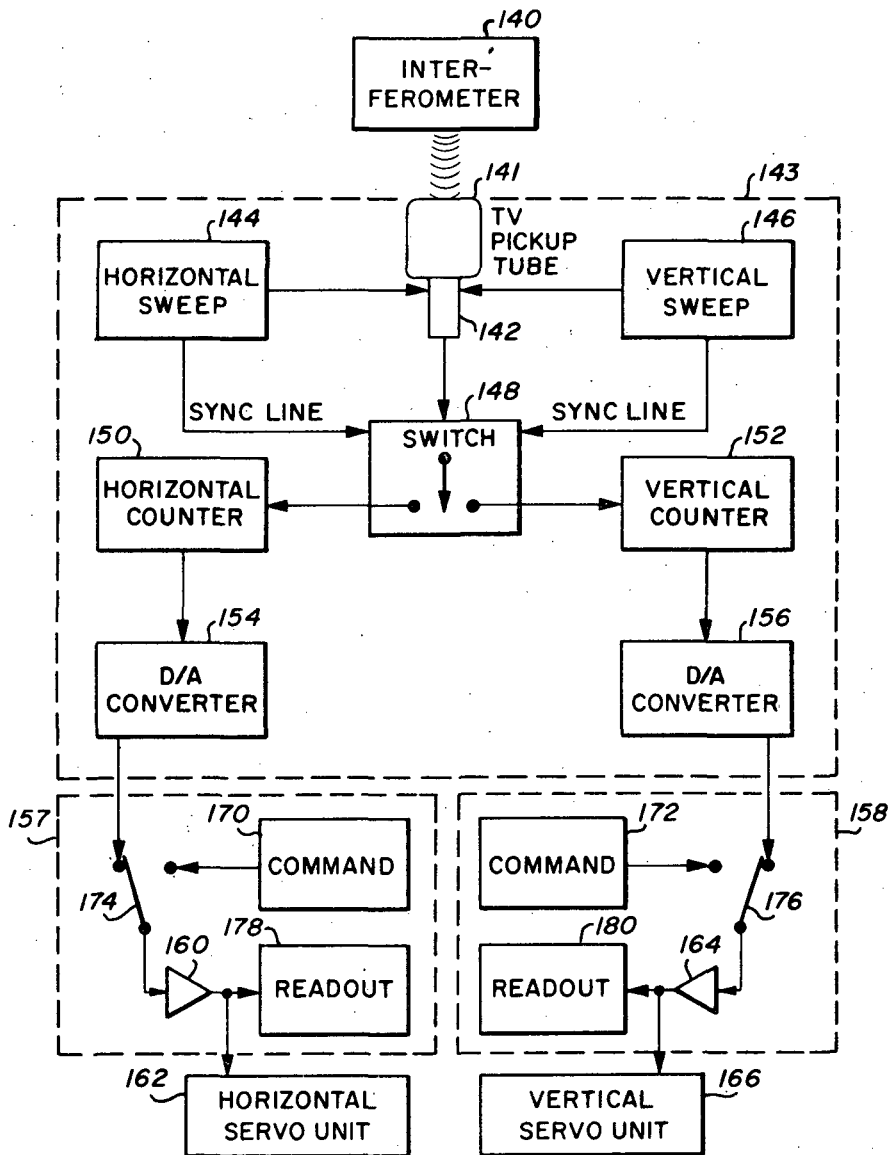 140
INTER-
FEROMETER
141
143
144
TV
PICKUP
TUBE
146
HORIZONTAL
SWEEP
VERTICAL
SWEEP
142
148
SYNC LINE
SYNC LINE
150
SWITCH
152
HORIZONTAL
COUNTER
VERTICAL
COUNTER
154
156
D/A
CONVERTER
D/A
CONVERTER
157
170
172
158
COMMAND
COMMAND
174
176
160
178
180
164
READOUT
READOUT
162
166
HORIZONTAL
SERVO UNIT
VERTICAL
SERVO UNIT